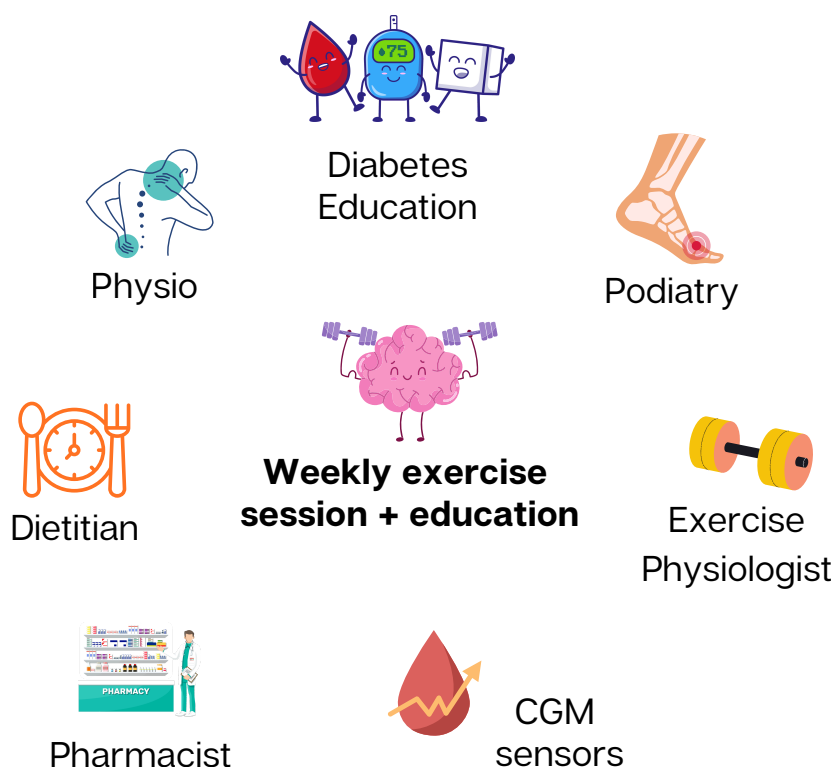 75
Diabetes
Education
Physio
Podiatry
Weekly exercise
session + education
Dietitian
Exercise
Physiologist
PHARMACY
Pharmacist
CGM
sensors